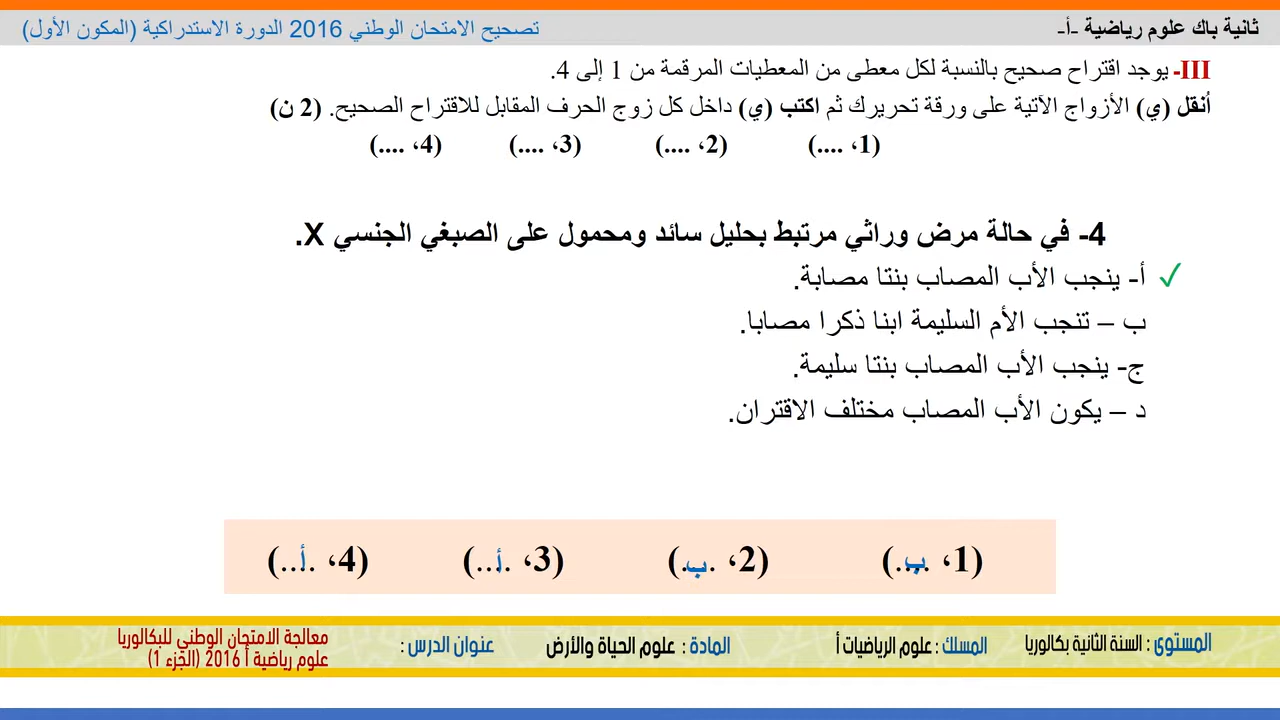 ثانية باك علوم رياضية -أ-
تصحيح الامتحان الوطني 2016 الدورة الاستدراكية (المكون الأول)
III- يوجد اقتراح صحيح بالنسبة لكل معطى من المعطيات المرقمة من 1 إلى 4.
أنقل (ي) الأزواج الآتية على ورقة تحريرك ثم اكتب (ي) داخل كل زوج الحرف المقابل للاقتراح الصحيح. (2 ن)
(1، ....) (2، ....) (3، ....) (4، ....)
4- في حالة مرض وراثي مرتبط بحليل سائد ومحمول على الصبغي الجنسي X.
✓ أ- ينجب الأب المصاب بنتا مصابة.
ب – تنجب الأم السليمة ابنا ذكرا مصابا.
ج- ينجب الأب المصاب بنتا سليمة.
د – يكون الأب المصاب مختلف الاقتران.
(1، .ب..) (2، .ب.) (3، .أ..) (4، .أ..)
المستوى : السنة الثانية بكالوريا
المسلك : علوم الرياضيات أ
المادة : علوم الحياة والأرض
عنوان الدرس :
معالجة الامتحان الوطني للبكالوريا
علوم رياضية أ 2016 (الجزء 1)